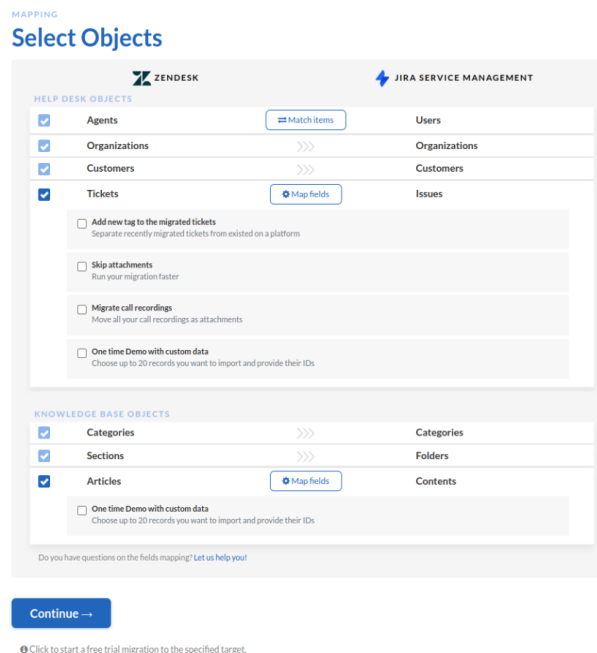 MAPPING
Select Objects
ZENDESK JIRA SERVICE MANAGEMENT
HELP DESK OBJECTS
Agents Match items Users
Organizations Organizations
Customers Customers
Tickets Map fields Issues
Add new tag to the migrated tickets
Separate recently migrated tickets from existed on a platform
Skip attachments
Run your migration faster
Migrate call recordings
Move all your call recordings as attachments
One time Demo with custom data
Choose up to 20 records you want to import and provide their IDs
KNOWLEDGE BASE OBJECTS
Categories Categories
Sections Folders
Articles Map fields Contents
One time Demo with custom data
Choose up to 20 records you want to import and provide their IDs
Do you have questions on the fields mapping? Let us help you!
Continue →
Click to start a free trial migration to the specified target.